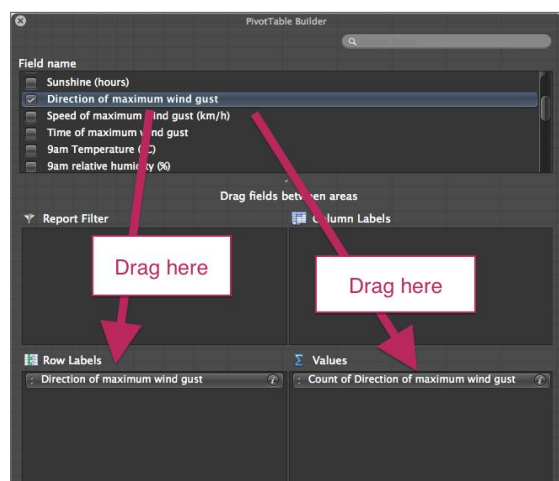 PivotTable Builder
Field name
Sunshine (hours)
Direction of maximum wind gust
Speed of maximum wind gust (km/h)
Time of maximum wind gust
9am Temperature (°C)
9am relative humidity (%)
Drag fields between areas
Report Filter
Column Labels
Drag here
Drag here
Row Labels
Values
Direction of maximum wind gust
Count of Direction of maximum wind gust